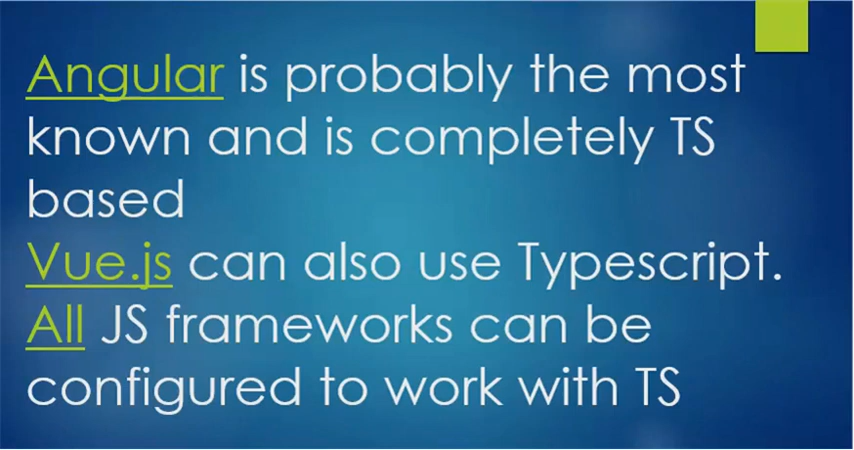 Angular is probably the most
known and is completely TS
based
Vue.js can also use Typescript.
All JS frameworks can be
configured to work with TS